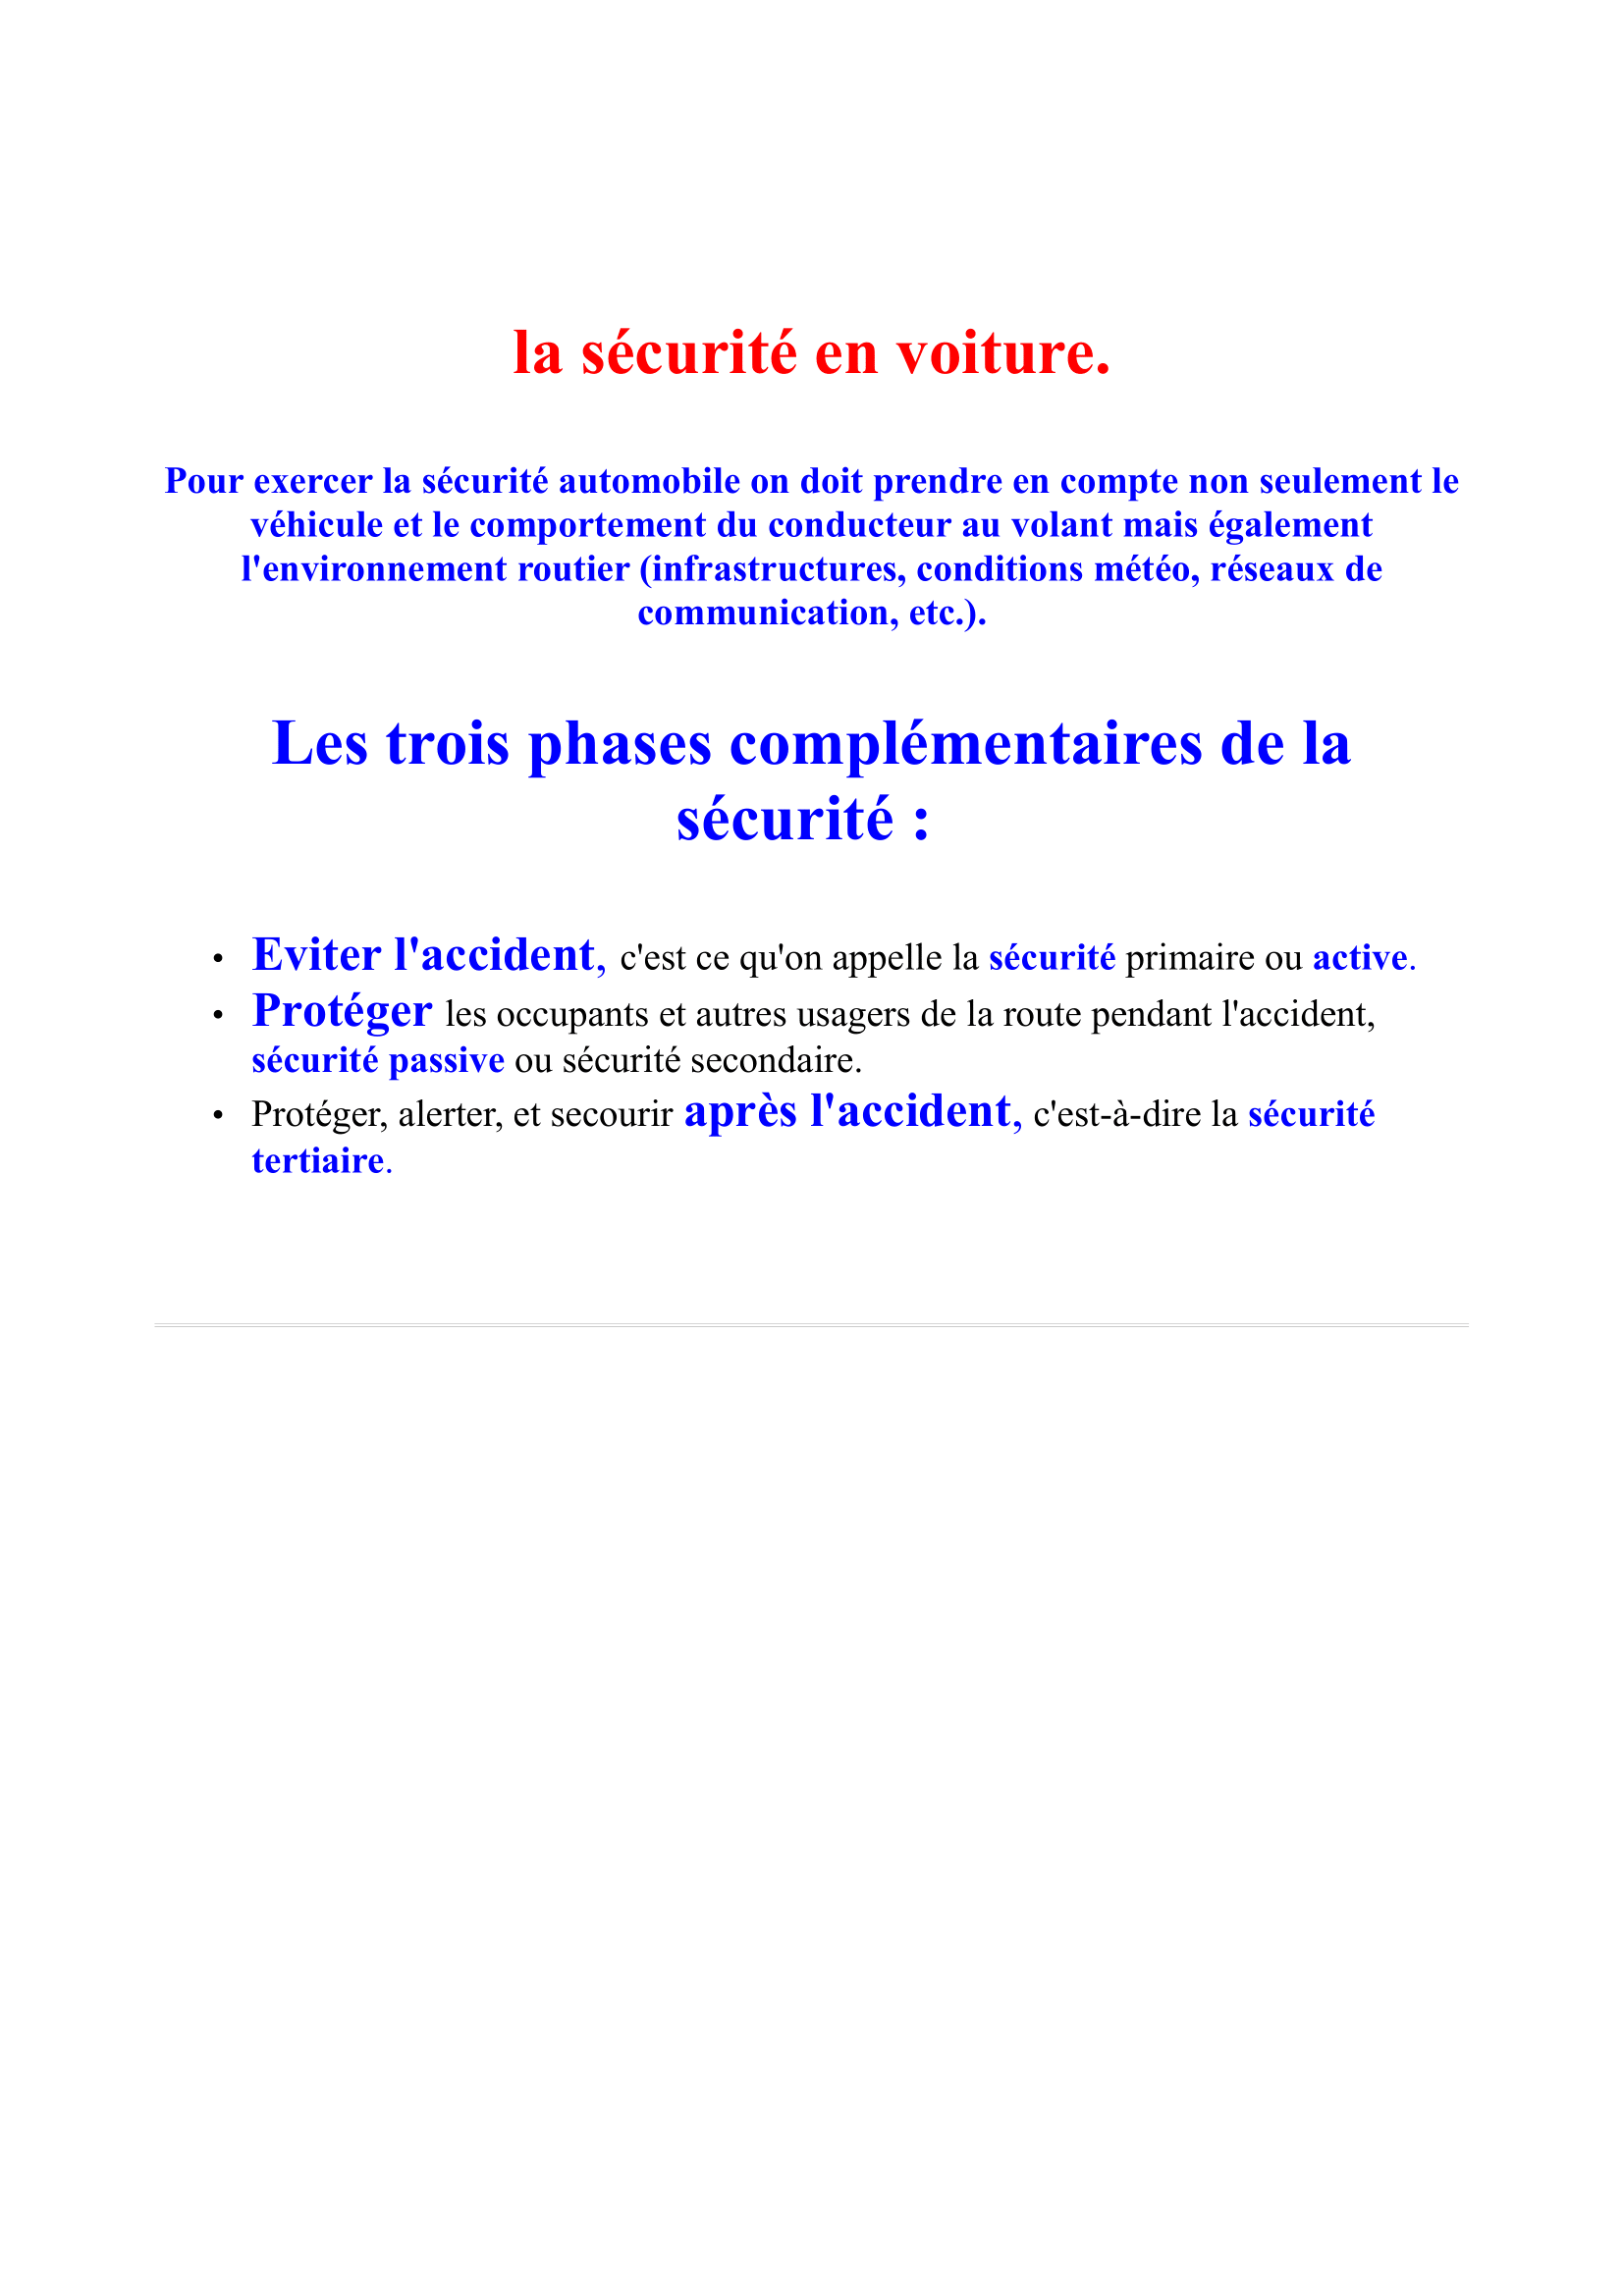 la sécurité en voiture.
Pour exercer la sécurité automobile on doit prendre en compte non seulement le
véhicule et le comportement du conducteur au volant mais également
l'environnement routier (infrastructures, conditions météo, réseaux de
communication, etc.).
Les trois phases complémentaires de la
sécurité :
• Eviter l'accident, c'est ce qu'on appelle la sécurité primaire ou active.
• Protéger les occupants et autres usagers de la route pendant l'accident,
sécurité passive ou sécurité secondaire.
• Protéger, alerter, et secourir après l'accident, c'est-à-dire la sécurité
tertiaire.